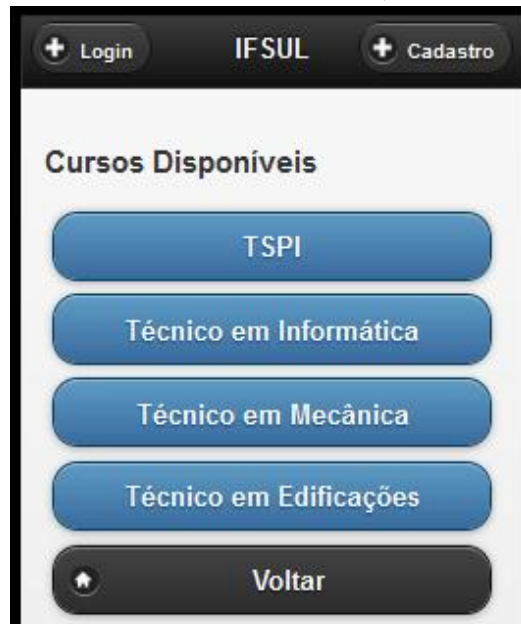 Login IFSUL Cadastro
Cursos Disponíveis
TSPI
Técnico em Informática
Técnico em Mecânica
Técnico em Edificações
Voltar